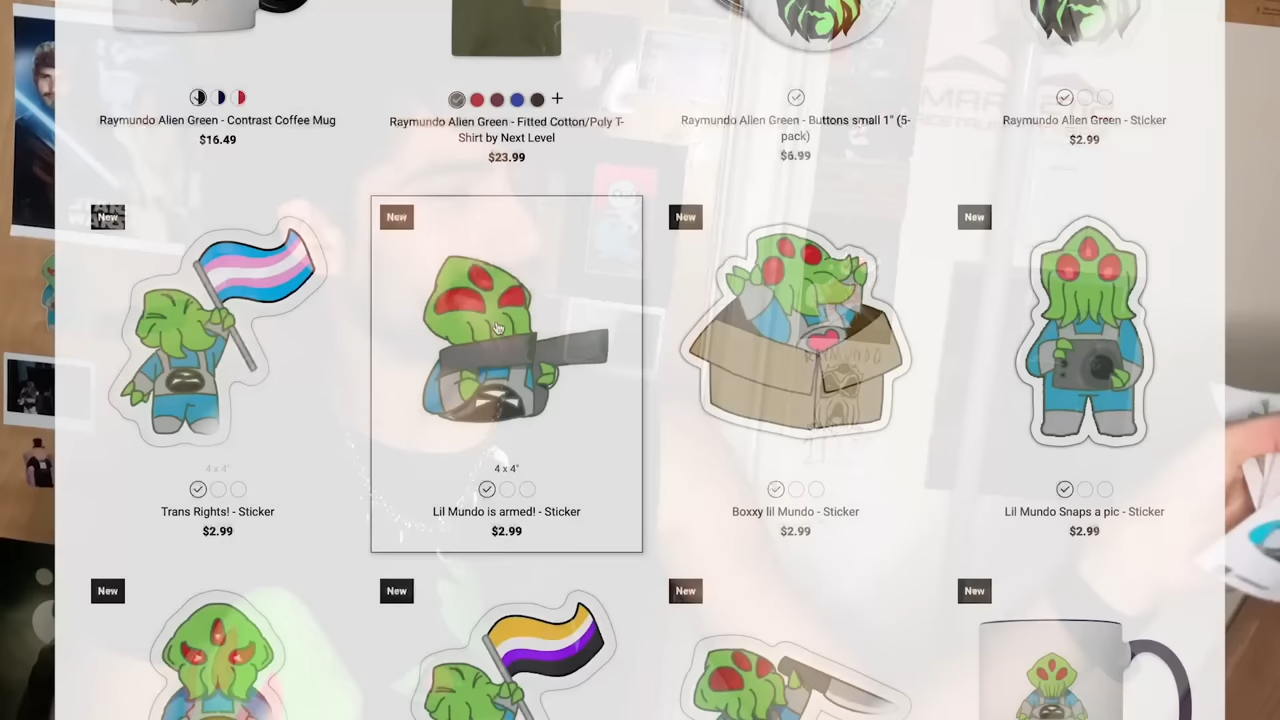 Raymundo Alien Green - Contrast Coffee Mug
$16.49
Raymundo Alien Green - Fitted Cotton/Poly T-
Shirt by Next Level
$23.99
Raymundo Alien Green - Buttons small 1" (5-
pack)
$6.99
Raymundo Alien Green - Sticker
$2.99
New
New
New
New
STAR
WARS
RAYMUNDO
4 x 4"
Trans Rights! - Sticker
$2.99
4 x 4"
Lil Mundo is armed! - Sticker
$2.99
Boxxy lil Mundo - Sticker
$2.99
Lil Mundo Snaps a pic - Sticker
$2.99
New
New
New
New